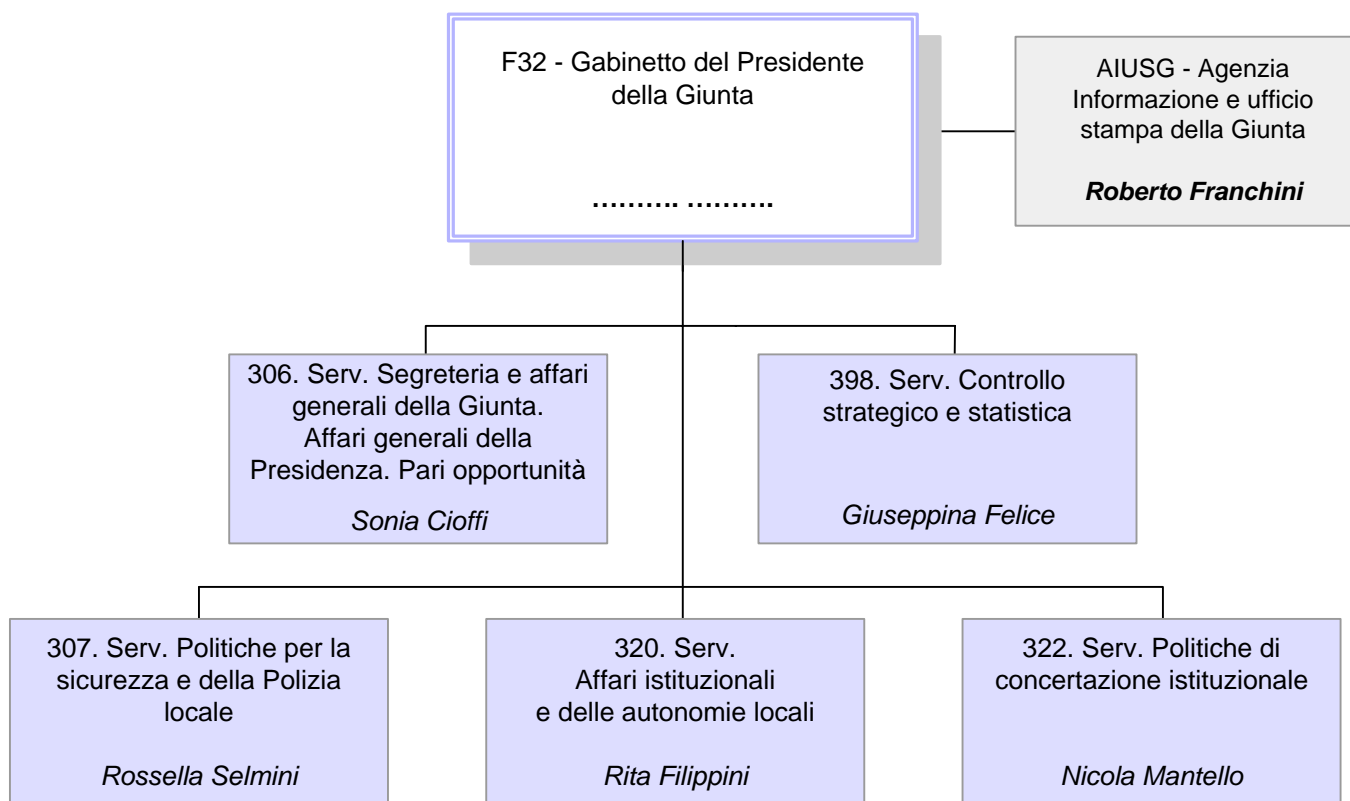 F32 - Gabinetto del Presidente
della Giunta
.......... ..........
AIUSG - Agenzia
Informazione e ufficio
stampa della Giunta
Roberto Franchini
306. Serv. Segreteria e affari
generali della Giunta.
Affari generali della
Presidenza. Pari opportunità
Sonia Cioffi
398. Serv. Controllo
strategico e statistica
Giuseppina Felice
307. Serv. Politiche per la
sicurezza e della Polizia
locale
Rossella Selmini
320. Serv.
Affari istituzionali
e delle autonomie locali
Rita Filippini
322. Serv. Politiche di
concertazione istituzionale
Nicola Mantello